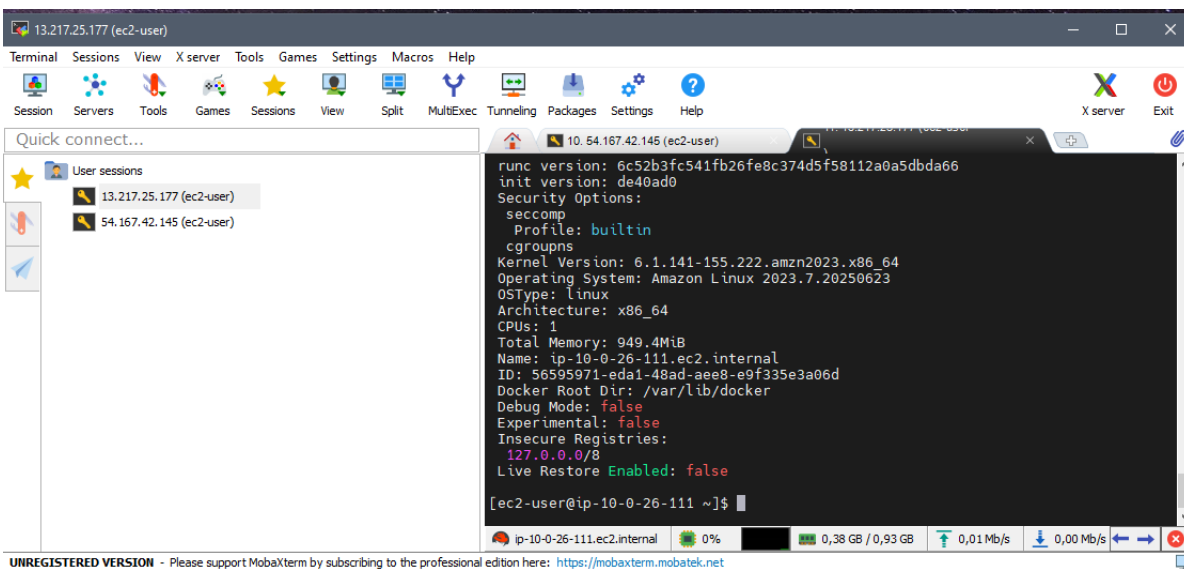 13.217.25.177 (ec2-user)
Terminal Sessions View X server Tools Games Settings Macros Help
Session Servers Tools Games Sessions View Split MultiExec Tunneling Packages Settings Help X server Exit
Quick connect...
10. 54.167.42.145 (ec2-user)
User sessions
13.217.25.177 (ec2-user)
54.167.42.145 (ec2-user)
runc version: 6c52b3fc541fb26fe8c374d5f58112a0a5dbda66
init version: de40ad0
Security Options:
seccomp
Profile: builtin
cgroupns
Kernel Version: 6.1.141-155.222.amzn2023.x86_64
Operating System: Amazon Linux 2023.7.20250623
OSType: linux
Architecture: x86_64
CPUs: 1
Total Memory: 949.4MiB
Name: ip-10-0-26-111.ec2.internal
ID: 56595971-eda1-48ad-aee8-e9f335e3a06d
Docker Root Dir: /var/lib/docker
Debug Mode: false
Experimental: false
Insecure Registries:
127.0.0.0/8
Live Restore Enabled: false
[ec2-user@ip-10-0-26-111 ~]$
ip-10-0-26-111.ec2.internal 0% 0,38 GB / 0,93 GB 0,01 Mb/s 0,00 Mb/s
UNREGISTERED VERSION - Please support MobaXterm by subscribing to the professional edition here: https://mobaxterm.mobatek.net